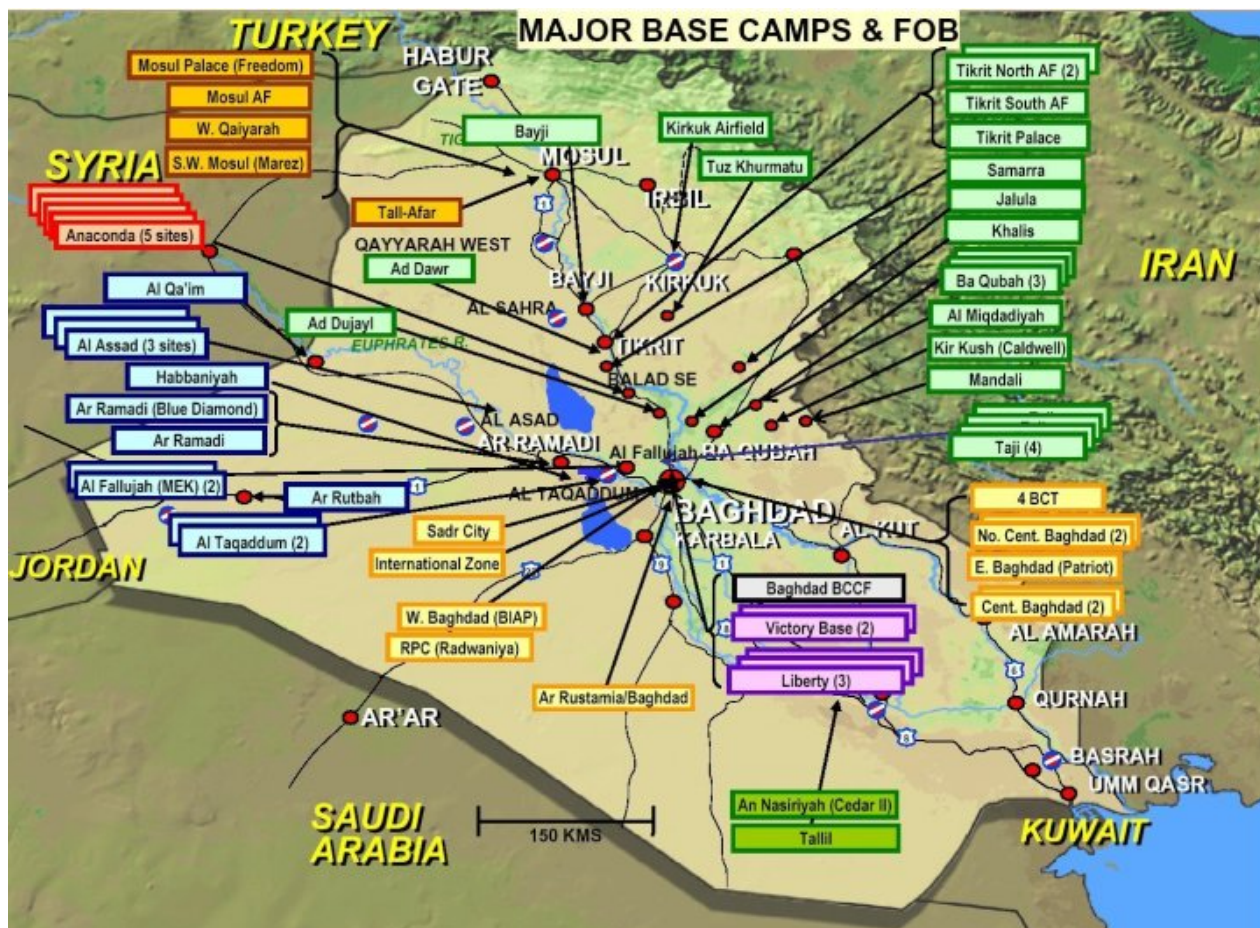 MAJOR BASE CAMPS & FOB
TURKEY
HABUR
GATE
Mosul Palace (Freedom)
Mosul AF
W. Qaiyarah
S.W. Mosul (Marez)
SYRIA
Tall-Afar
Bayji
MOSUL
IRBIL
Kirkuk Airfield
Tuz Khurmatu
Tikrit North AF (2)
Tikrit South AF
Tikrit Palace
Samarra
Jalula
Khalis
Ba Qubah (3)
Al Miqdadiyah
Kir Kush (Caldwell)
Mandali
Taji (4)
IRAN
Anaconda (5 sites)
QAYYARAH WEST
Ad Dawr
BAYJI
KIRKUK
AL SAHRA
TIKRIT
Al Qa'im
Ad Dujayl
Al Assad (3 sites)
EUPHRATES R.
BALAD SE
Habbaniyah
Ar Ramadi (Blue Diamond)
Ar Ramadi
AL ASAD
AR RAMADI
Al Fallujah
BA QUBAH
Al Fallujah (MEK) (2)
Ar Rutbah
AL TAQADDUM
Al Taqaddum (2)
1
1
BAGHDAD
KARBALA
AL KUT
Sadr City
International Zone
W. Baghdad (BIAP)
RPC (Radwaniya)
Ar Rustamia/Baghdad
4 BCT
No. Cent. Baghdad (2)
E. Baghdad (Patriot)
Cent. Baghdad (2)
JORDAN
9
1
8
Baghdad BCCF
Victory Base (2)
Liberty (3)
AL AMARAH
6
QURNAH
8
BASRAH
UMM QASR
AR'AR
An Nasiriyah (Cedar II)
Tallil
SAUDI
ARABIA
150 KMS
KUWAIT